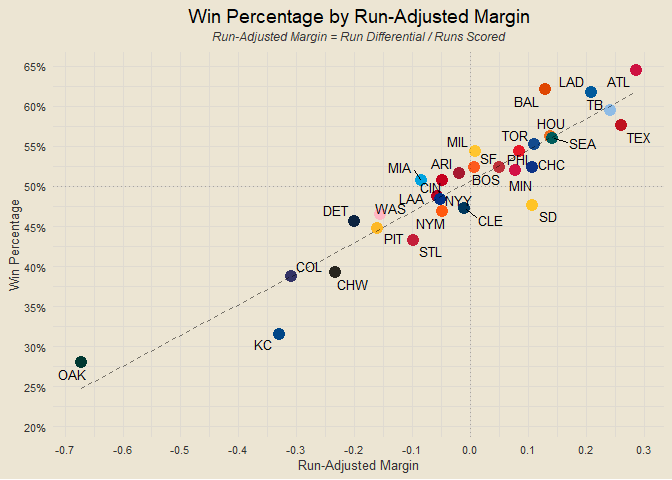 Win Percentage by Run-Adjusted Margin
Run-Adjusted Margin = Run Differential / Runs Scored
65%
60%
55%
50%
45%
40%
35%
30%
25%
20%
Win Percentage
ATL
LAD
BAL
TB
TEX
HOU
TOR
SEA
MIL
SF
PHI
CHC
ARI
MIA
BOS
MIN
CIN
LAA
NYY
SD
WAS
DET
CLE
NYM
PIT
STL
COL
CHW
KC
OAK
-0.7 -0.6 -0.5 -0.4 -0.3 -0.2 -0.1 0.0 0.1 0.2 0.3
Run-Adjusted Margin